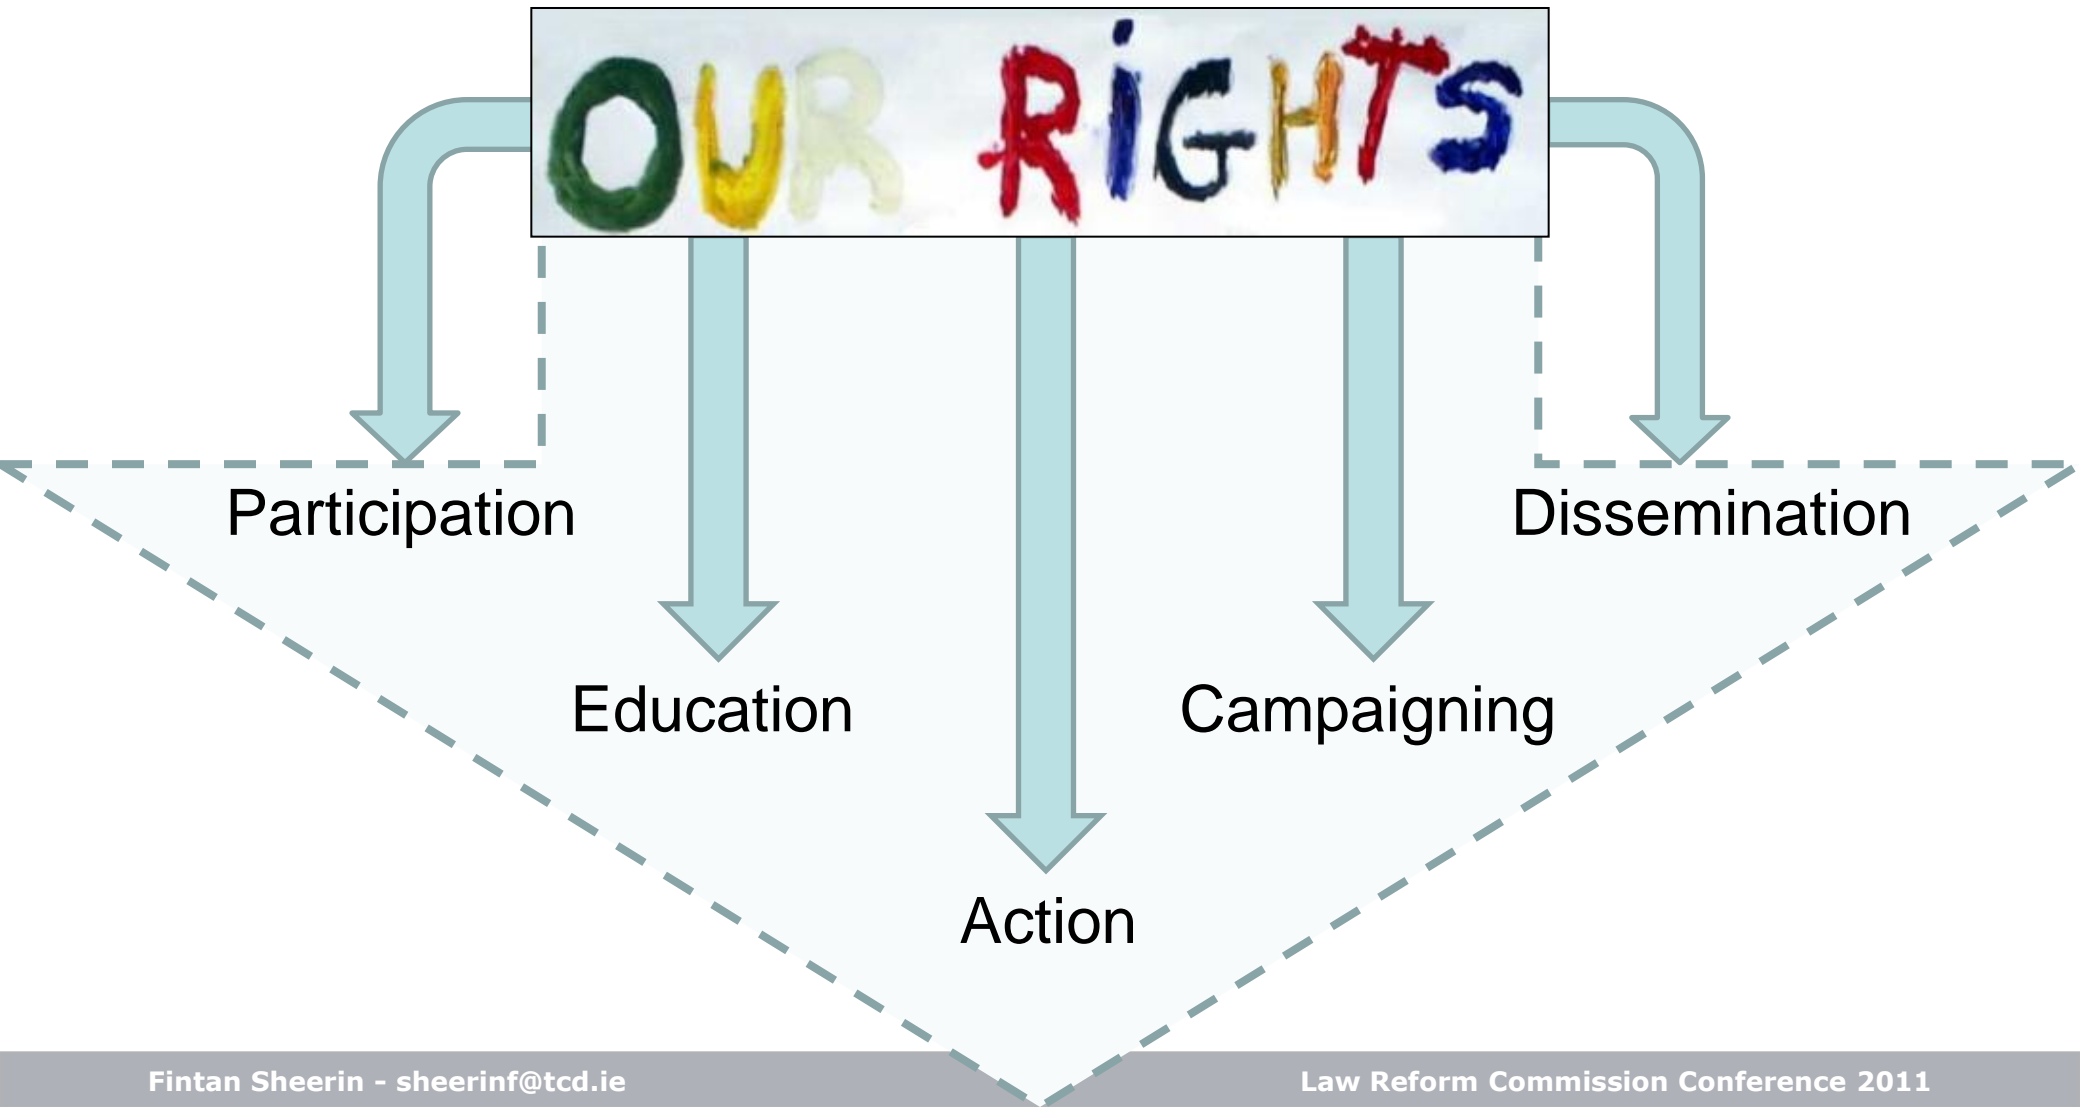 OUR RiGHTS
Participation
Dissemination
Education
Campaigning
Action
Fintan Sheerin - sheerinf@tcd.ie
Law Reform Commission Conference 2011